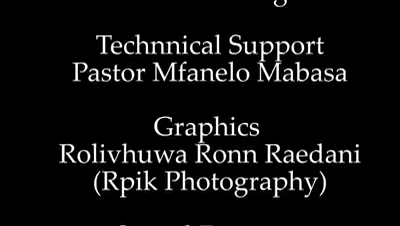 Technnical Support
Pastor Mfanelo Mabasa
Graphics
Rolivhuwa Ronn Raedani
(Rpik Photography)